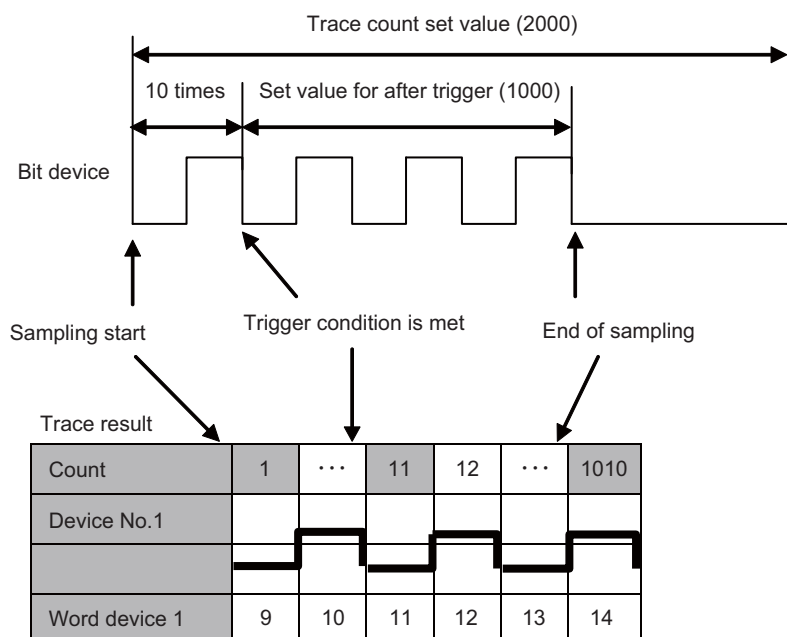 Trace count set value (2000)
10 times Set value for after trigger (1000)
Bit device
Sampling start Trigger condition is met End of sampling
Trace result
Count 1 ··· 11 12 ··· 1010
Device No.1
Word device 1 9 10 11 12 13 14